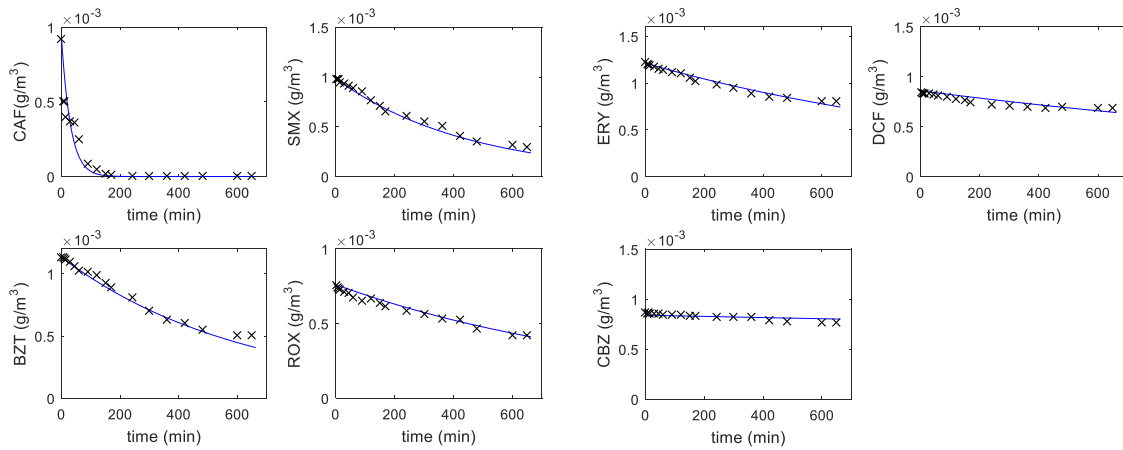 × 10-3
1
0.5
0
CAF(g/m3)
0 200 400 600
time (min)
× 10-3
1.5
1
0.5
0
SMX (g/m3)
0 200 400 600
time (min)
× 10-3
1.5
1
0.5
0
ERY (g/m3)
0 200 400 600
time (min)
× 10-3
1.5
1
0.5
0
DCF (g/m3)
0 200 400 600
time (min)
× 10-3
1
0.5
0
BZT (g/m3)
0 200 400 600
time (min)
× 10-3
1
0.5
0
ROX (g/m3)
0 200 400 600
time (min)
× 10-3
1.5
1
0.5
0
CBZ (g/m3)
0 200 400 600
time (min)